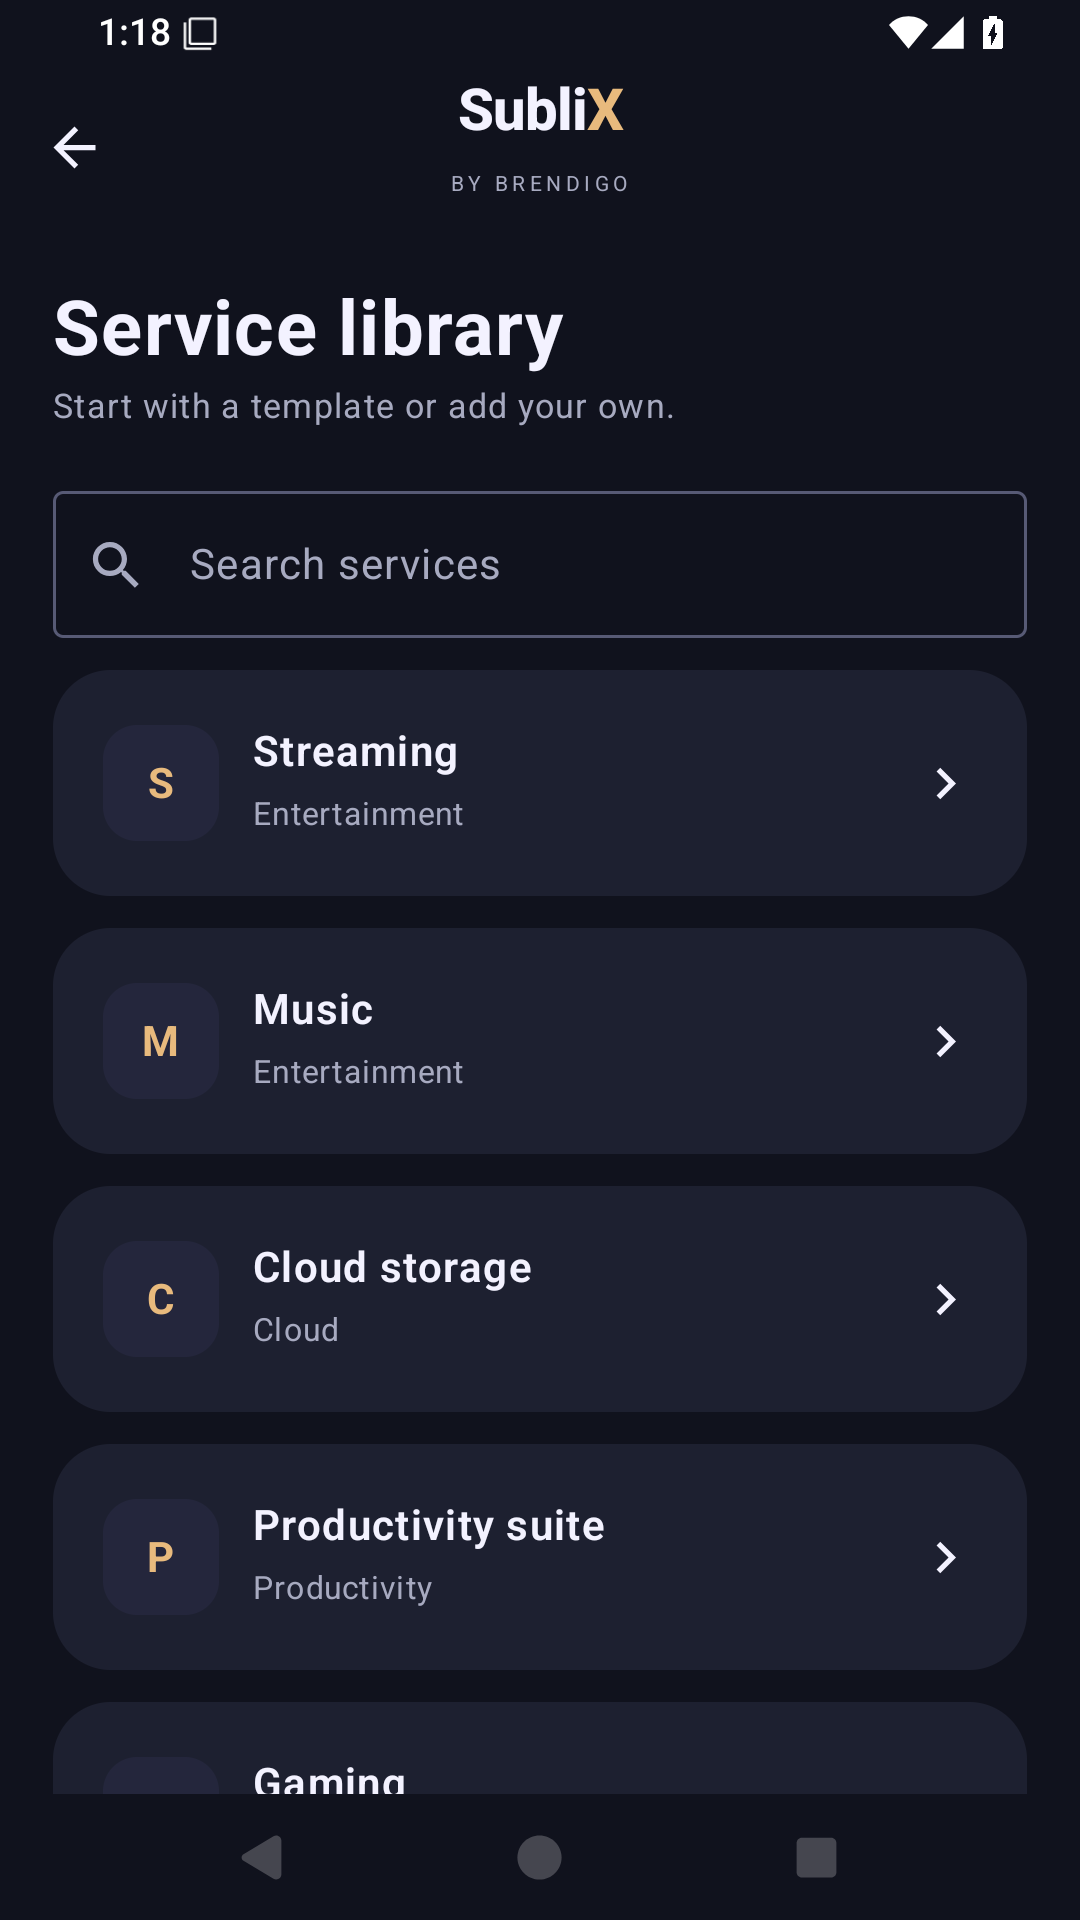 1:18
SubliX
BY BRENDIGO
Service library
Start with a template or add your own.
Search services
S
Streaming
Entertainment
M
Music
Entertainment
C
Cloud storage
Cloud
P
Productivity suite
Productivity
Gaming